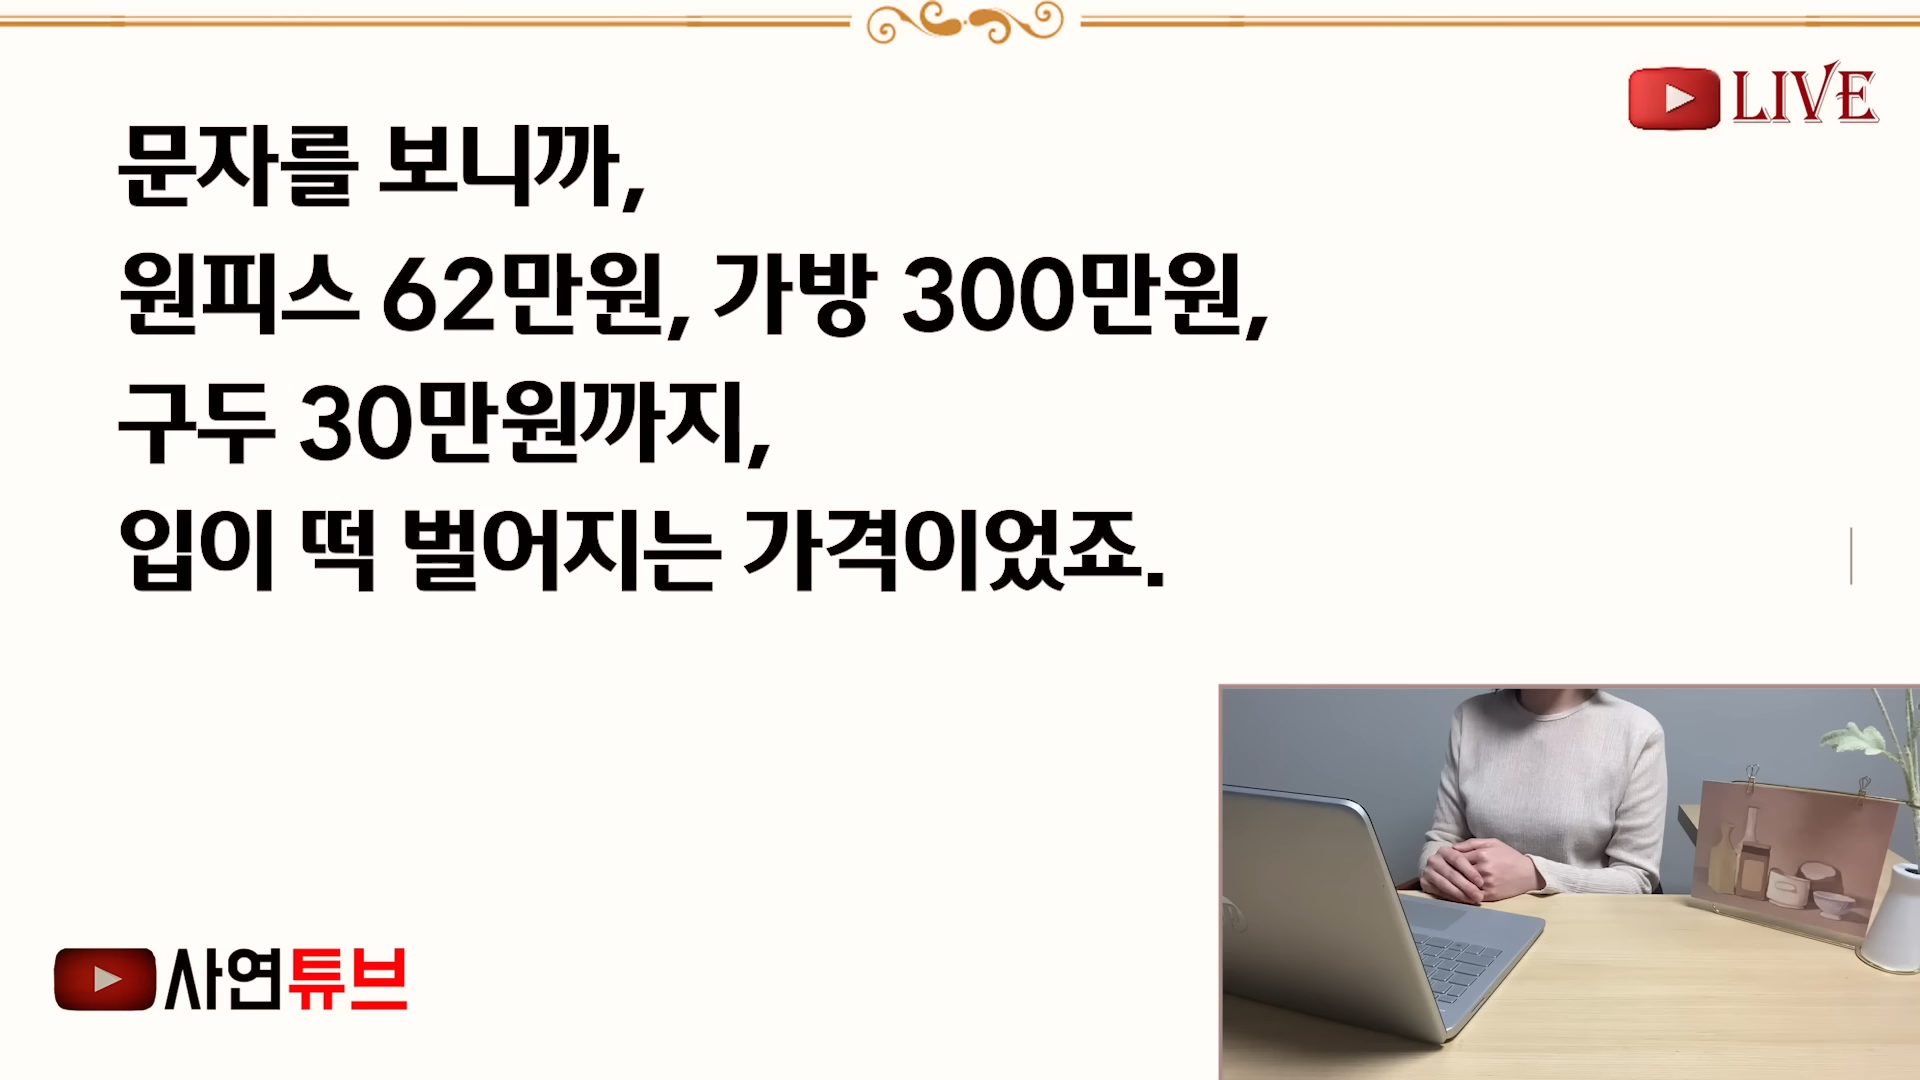 LIVE
문자를 보니까,
원피스 62만원, 가방 300만원,
구두 30만원까지,
입이 떡 벌어지는 가격이었죠.
사연튜브